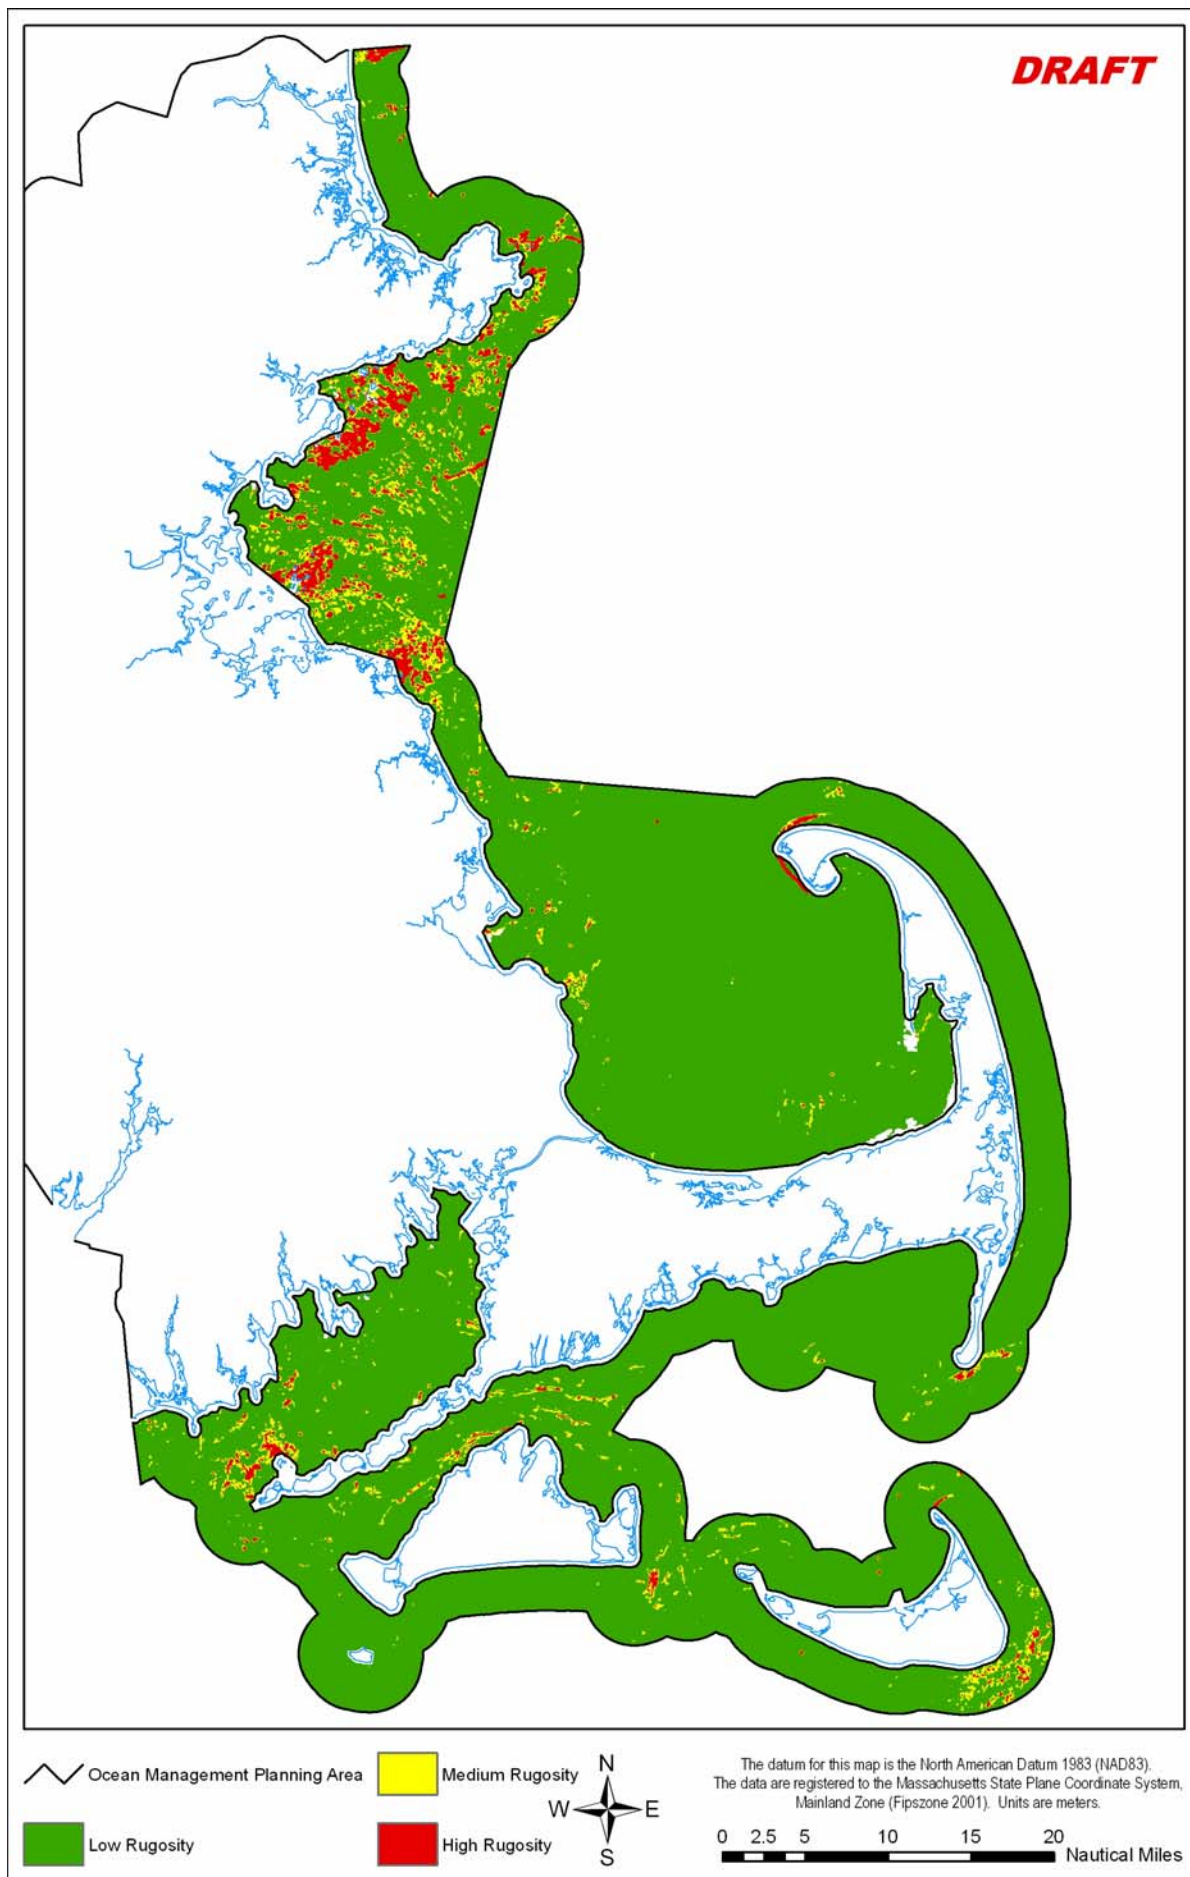 DRAFT
Ocean Management Planning Area
Medium Rugosity
Low Rugosity
High Rugosity
N
W E
S
The datum for this map is the North American Datum 1983 (NAD83).
The data are registered to the Massachusetts State Plane Coordinate System,
Mainland Zone (Fipszone 2001). Units are meters.
0 2.5 5 10 15 20
Nautical Miles